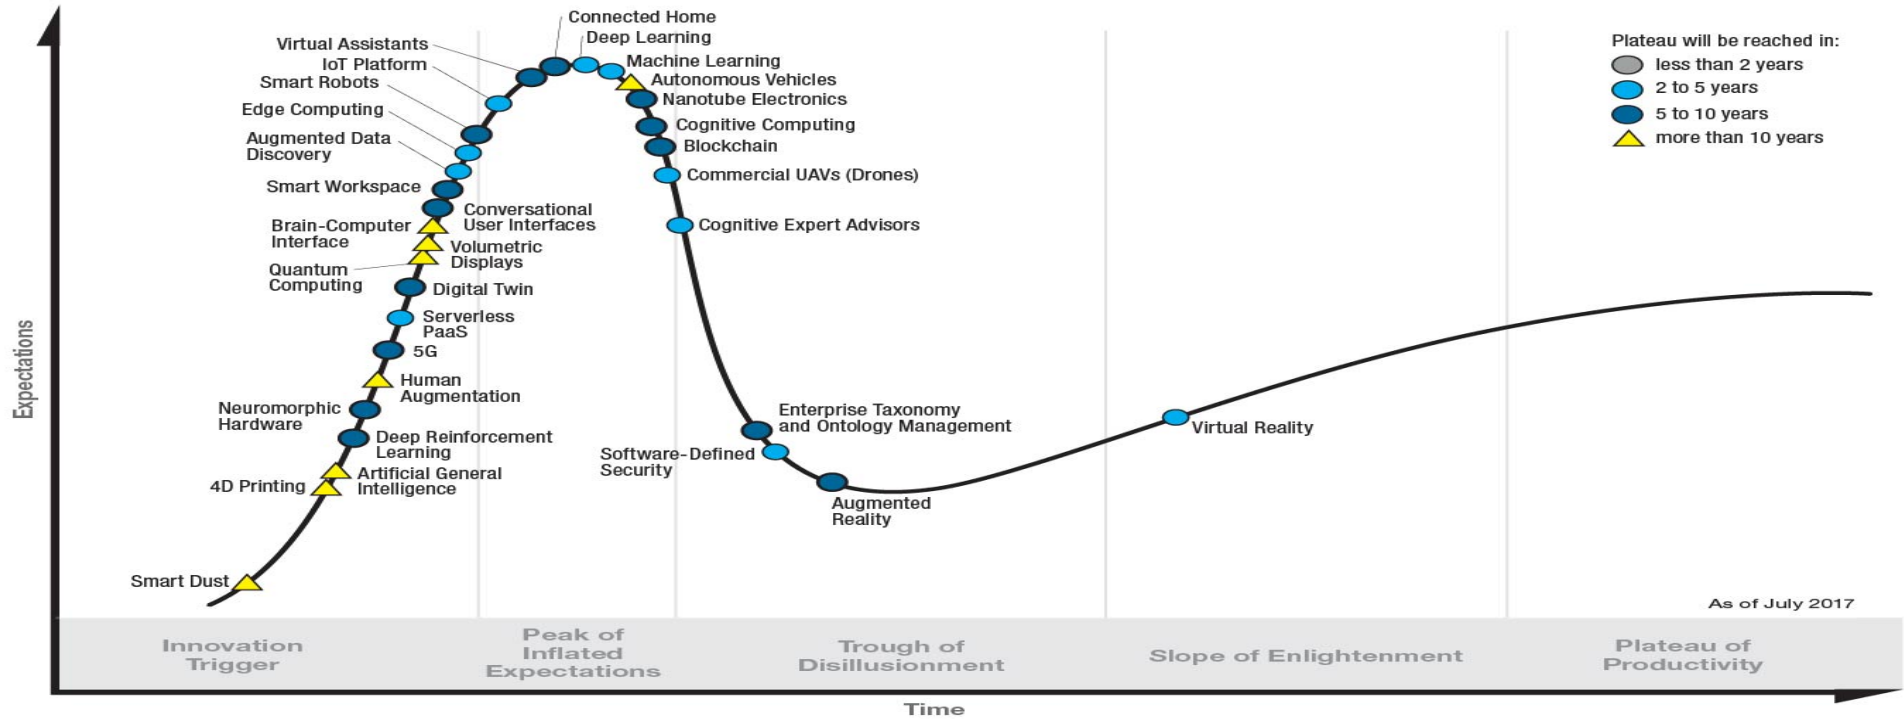 Connected Home
Deep Learning
Virtual Assistants
IoT Platform
Machine Learning
Smart Robots
Autonomous Vehicles
Nanotube Electronics
Edge Computing
Cognitive Computing
Augmented Data
Discovery
Blockchain
Smart Workspace
Commercial UAVs (Drones)
Conversational
User Interfaces
Brain-Computer
Interface
Cognitive Expert Advisors
Volumetric
Displays
Quantum
Computing
Digital Twin
Serverless
PaaS
5G
Human
Augmentation
Neuromorphic
Hardware
Deep Reinforcement
Learning
Artificial General
Intelligence
4D Printing
Smart Dust
Enterprise Taxonomy
and Ontology Management
Software-Defined
Security
Augmented
Reality
Virtual Reality
Plateau will be reached in:
less than 2 years
2 to 5 years
5 to 10 years
more than 10 years
Expectations
As of July 2017
Innovation
Trigger
Peak of
Inflated
Expectations
Trough of
Disillusionment
Slope of Enlightenment
Plateau of
Productivity
Time